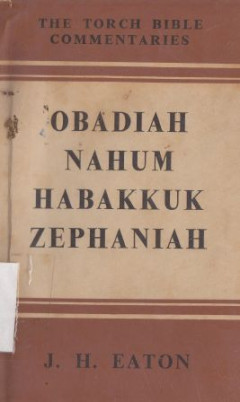 THE TORCH BIBLE
COMMENTARIES
OBADIAH
NAHUM
HABAKKUK
ZEPHANIAH
J. H. EATON